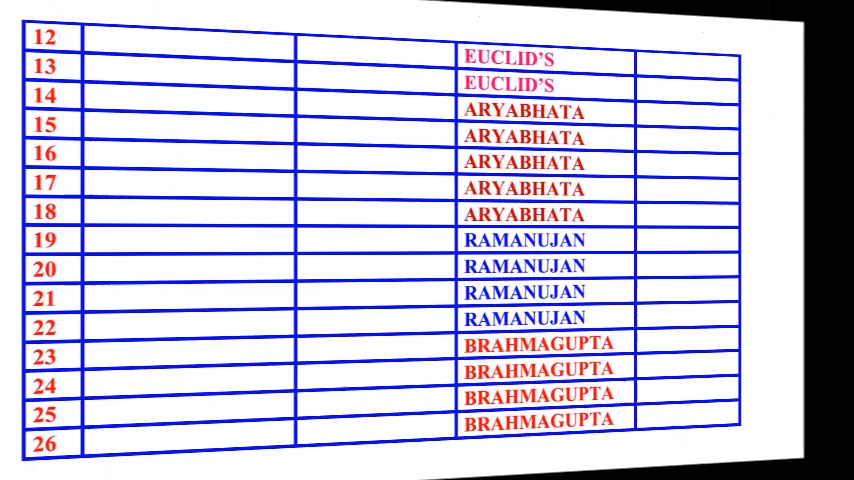 12 EUCLID’S
13 EUCLID’S
14 ARYABHATA
15 ARYABHATA
16 ARYABHATA
17 ARYABHATA
18 ARYABHATA
19 RAMANUJAN
20 RAMANUJAN
21 RAMANUJAN
22 RAMANUJAN
23 BRAHMAGUPTA
24 BRAHMAGUPTA
25 BRAHMAGUPTA
26 BRAHMAGUPTA